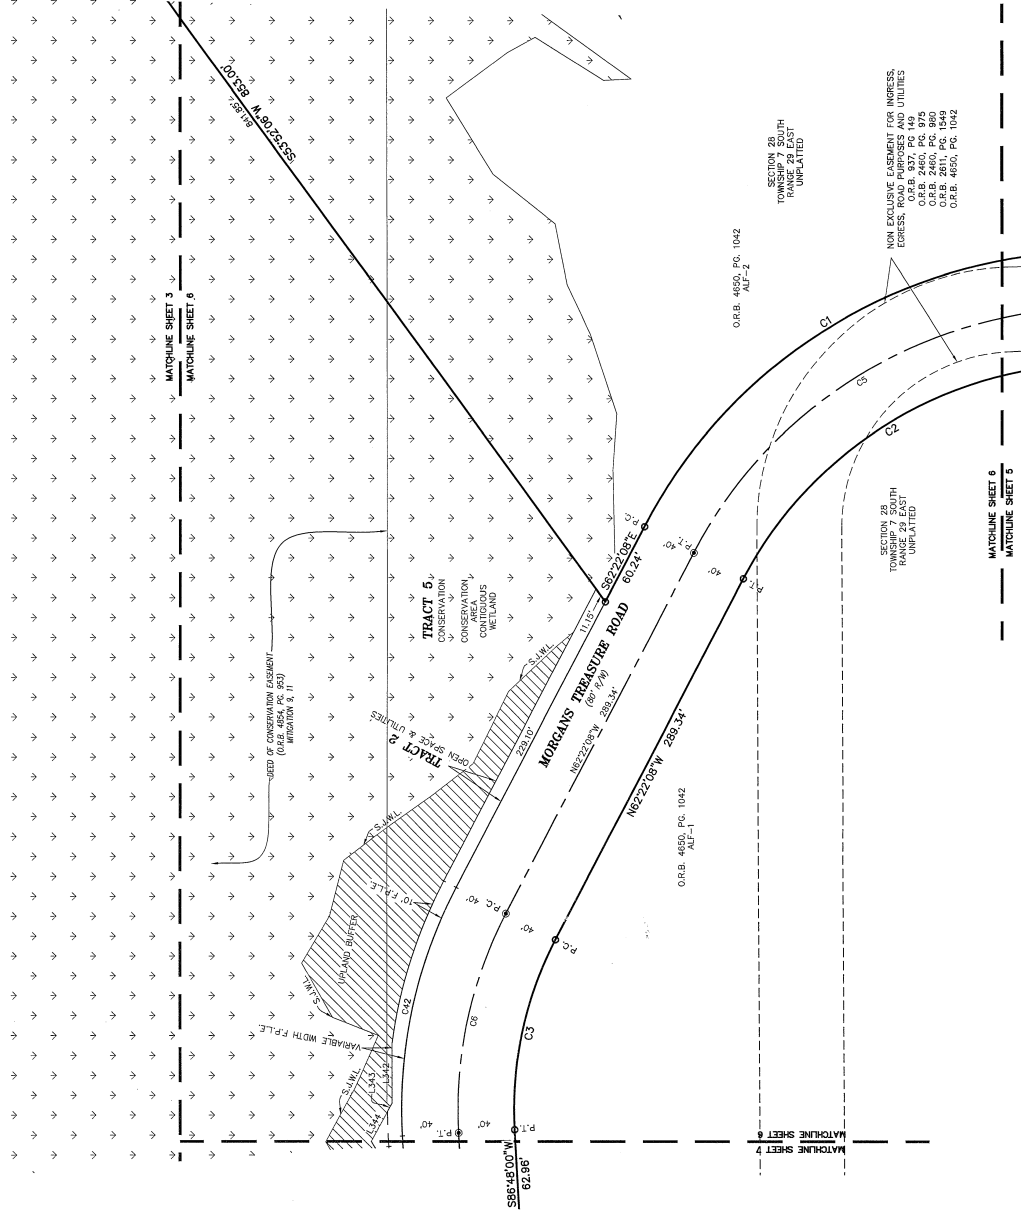 S53°52'06"W 853.00'
841.85'
MATCHLINE SHEET 3
MATCHLINE SHEET 6
SECTION 28
TOWNSHIP 7 SOUTH
RANGE 29 EAST
UNPLATTED
NON EXCLUSIVE EASEMENT FOR INGRESS,
EGRESS, ROAD PURPOSES AND UTILITIES
O.R.B. 937, PG 149
O.R.B. 2460, PG. 975
O.R.B. 2460, PG. 980
O.R.B. 2611, PG. 1549
O.R.B. 4650, PG. 1042
O.R.B. 4650, PG. 1042
ALF-2
C1
C5
C2
SECTION 28
TOWNSHIP 7 SOUTH
RANGE 29 EAST
UNPLATTED
MATCHLINE SHEET 6
MATCHLINE SHEET 5
P.C.
S62°22'08"E
60.24'
40'
P.T.
40'
P.T.
11.15'
TRACT 5
CONSERVATION
CONSERVATION
AREA
CONTIGUOUS
WETLAND
DEED OF CONSERVATION EASEMENT
(O.R.B. 4854, PG. 953)
MITIGATION 9, 11
S.J.W.L.
MORGANS TREASURE ROAD
(80' R/W)
229.10'
TRACT 2
OPEN SPACE & UTILITIES
N62°22'08"W 289.34'
N62°22'08"W 289.34'
O.R.B. 4650, PG. 1042
ALF-1
S.J.W.L.
10' F.P.L.E.
40'
P.C.
40'
P.C.
UPLAND BUFFER
S.J.W.L.
VARIABLE WIDTH F.P.L.E.
C42
C6
C3
S.J.W.L.
L343
L342
L344
40'
P.T.
40'
P.T.
S86°48'00"W
62.96'
MATCHLINE SHEET 6
MATCHLINE SHEET 7